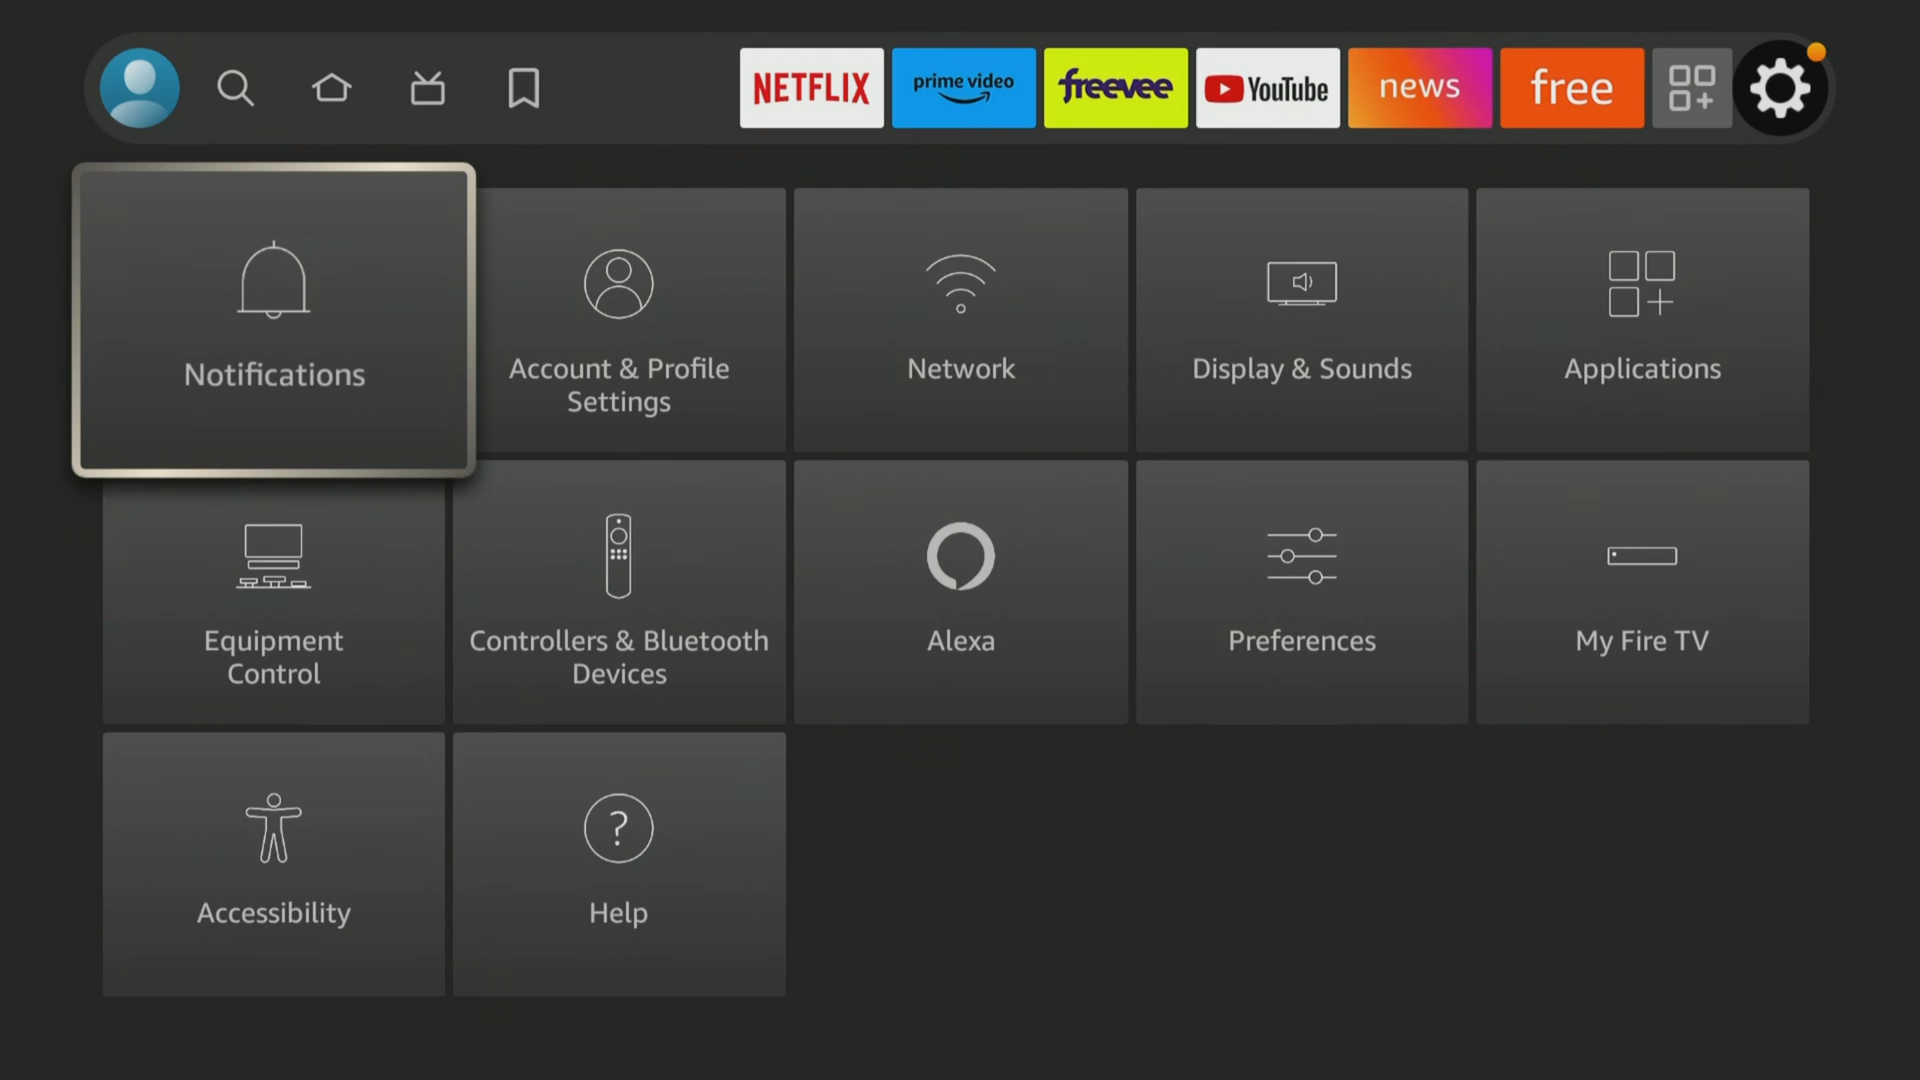 NETFLIX
prime video
freevee
YouTube
news
free
Notifications
Account & Profile
Settings
Network
Display & Sounds
Applications
Equipment
Control
Controllers & Bluetooth
Devices
Alexa
Preferences
My Fire TV
Accessibility
?
Help